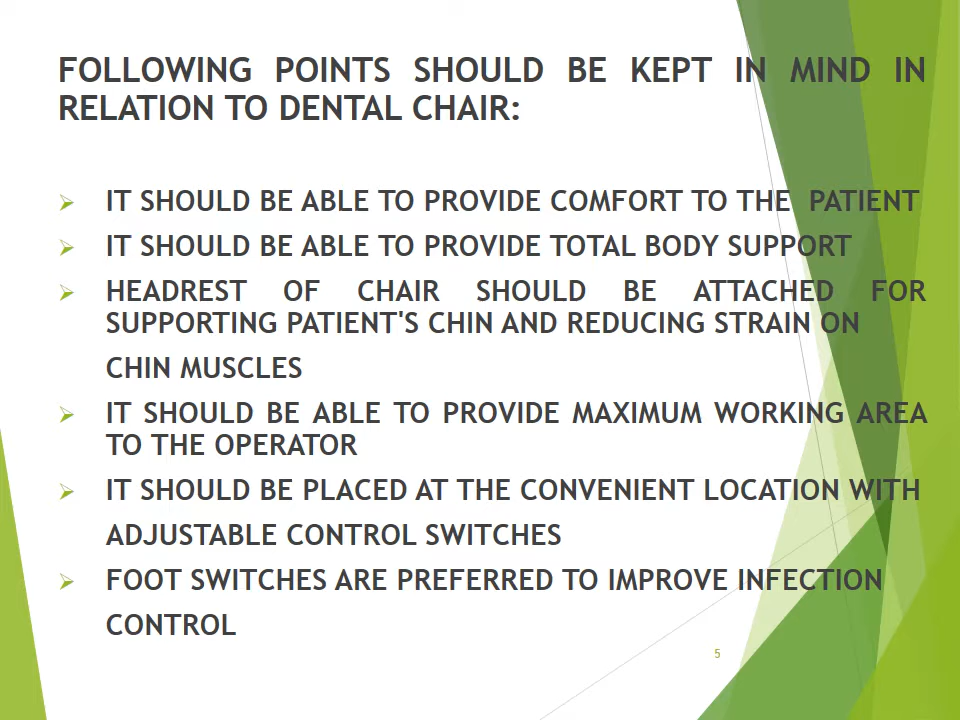 FOLLOWING POINTS SHOULD BE KEPT IN MIND IN
RELATION TO DENTAL CHAIR:
➢ IT SHOULD BE ABLE TO PROVIDE COMFORT TO THE PATIENT
➢ IT SHOULD BE ABLE TO PROVIDE TOTAL BODY SUPPORT
➢ HEADREST OF CHAIR SHOULD BE ATTACHED FOR
SUPPORTING PATIENT'S CHIN AND REDUCING STRAIN ON
CHIN MUSCLES
➢ IT SHOULD BE ABLE TO PROVIDE MAXIMUM WORKING AREA
TO THE OPERATOR
➢ IT SHOULD BE PLACED AT THE CONVENIENT LOCATION WITH
ADJUSTABLE CONTROL SWITCHES
➢ FOOT SWITCHES ARE PREFERRED TO IMPROVE INFECTION
CONTROL
5